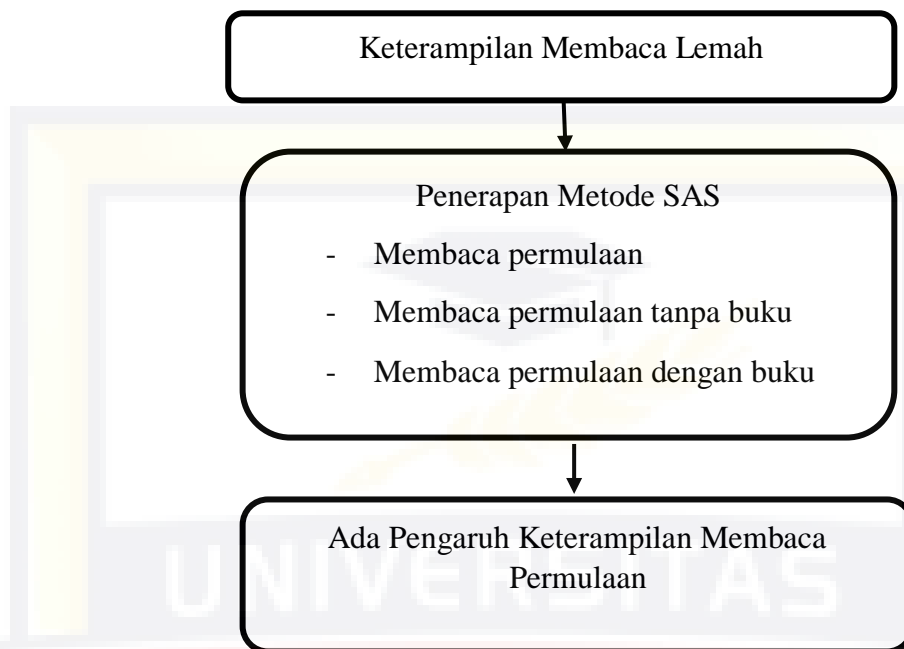 Keterampilan Membaca Lemah
Penerapan Metode SAS
- Membaca permulaan
- Membaca permulaan tanpa buku
- Membaca permulaan dengan buku
Ada Pengaruh Keterampilan Membaca
Permulaan
UNIVERSITAS